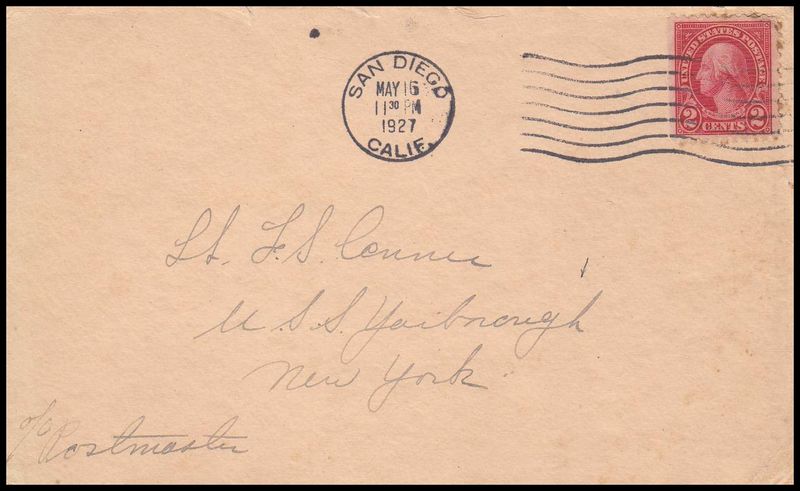 SAN DIEGO
MAY 16
11 30 PM
1927
CALIF.
UNITED STATES POSTAGE
2 CENTS 2
Lt. F. S. Conner
U.S.S. Yarborough
New York
c/o Postmaster